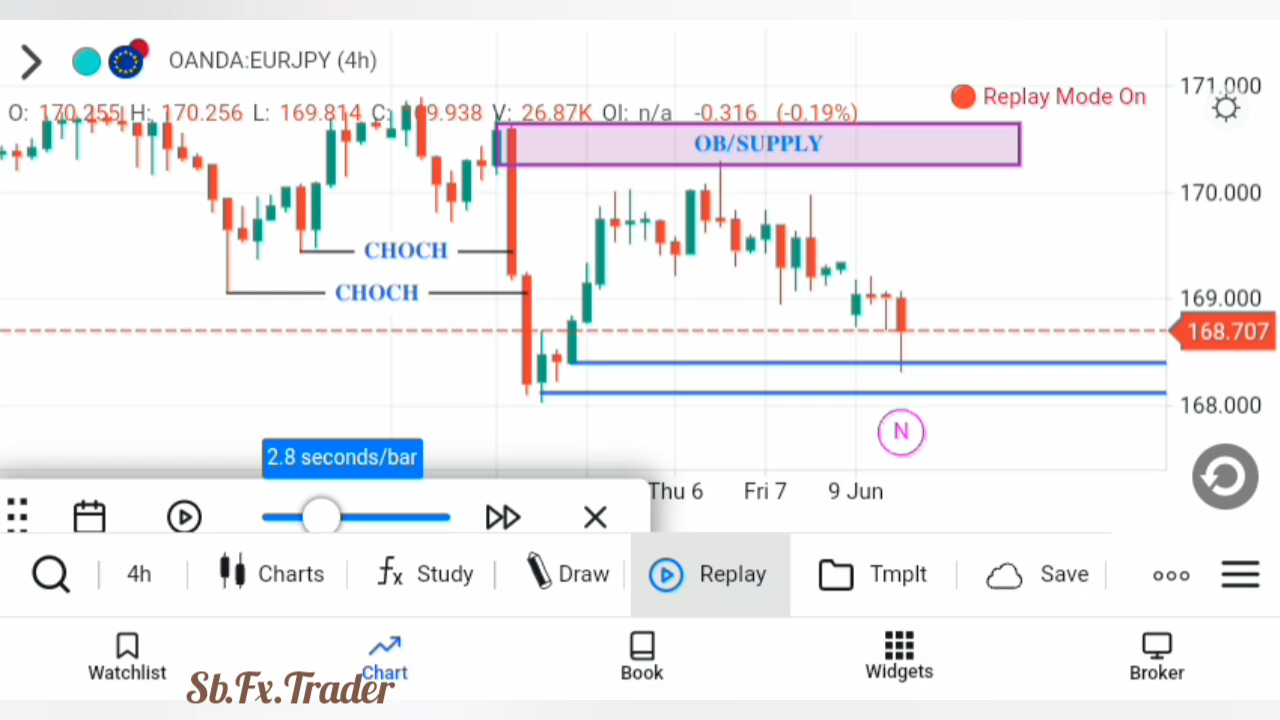 OANDA:EURJPY (4h)
171.000
Replay Mode On
O: 170.255 H: 170.256 L: 169.814 C: 169.938 V: 26.87K OI: n/a -0.316 (-0.19%)
OB/SUPPLY
170.000
CHOCH
CHOCH
169.000
168.707
168.000
N
2.8 seconds/bar
Thu 6 Fri 7 9 Jun
4h Charts fx Study Draw Replay Tmplt Save
Watchlist Chart Book Widgets Broker
Sb.Fx.Trader